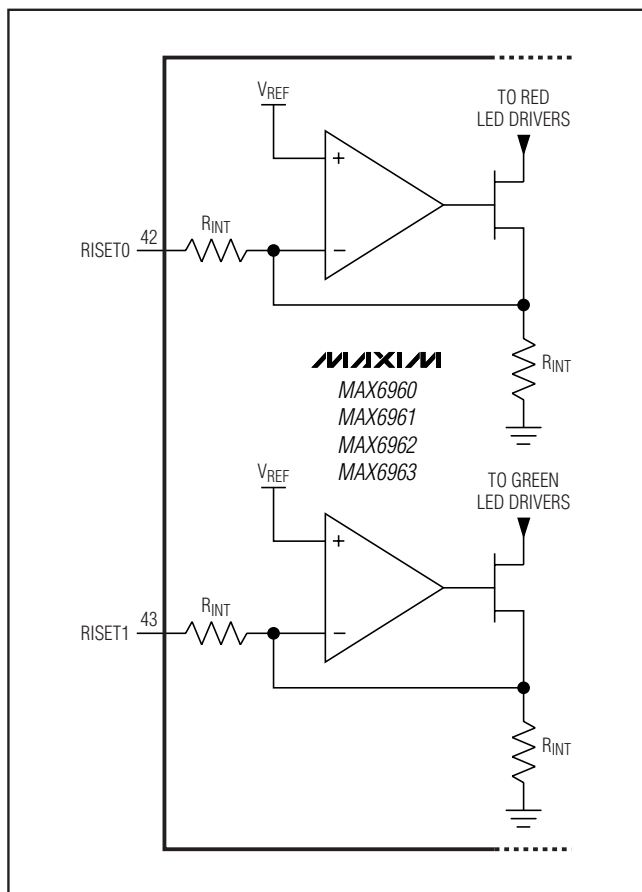 VREF
TO RED
LED DRIVERS
+
RINT
42
RISET0
−
MAXIM
MAX6960
MAX6961
MAX6962
MAX6963
RINT
VREF
TO GREEN
LED DRIVERS
+
RINT
43
RISET1
−
RINT